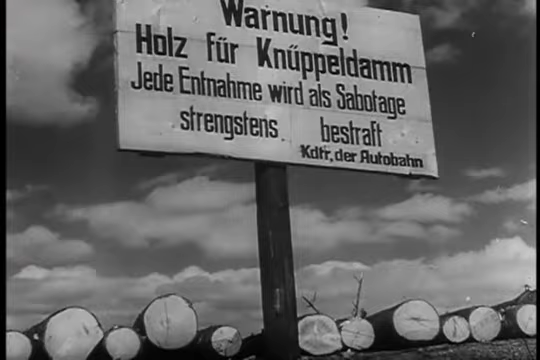 Warnung!
Holz für Knüppeldamm
Jede Entnahme wird als Sabotage
strengstens bestraft
Kdtr. der Autobahn